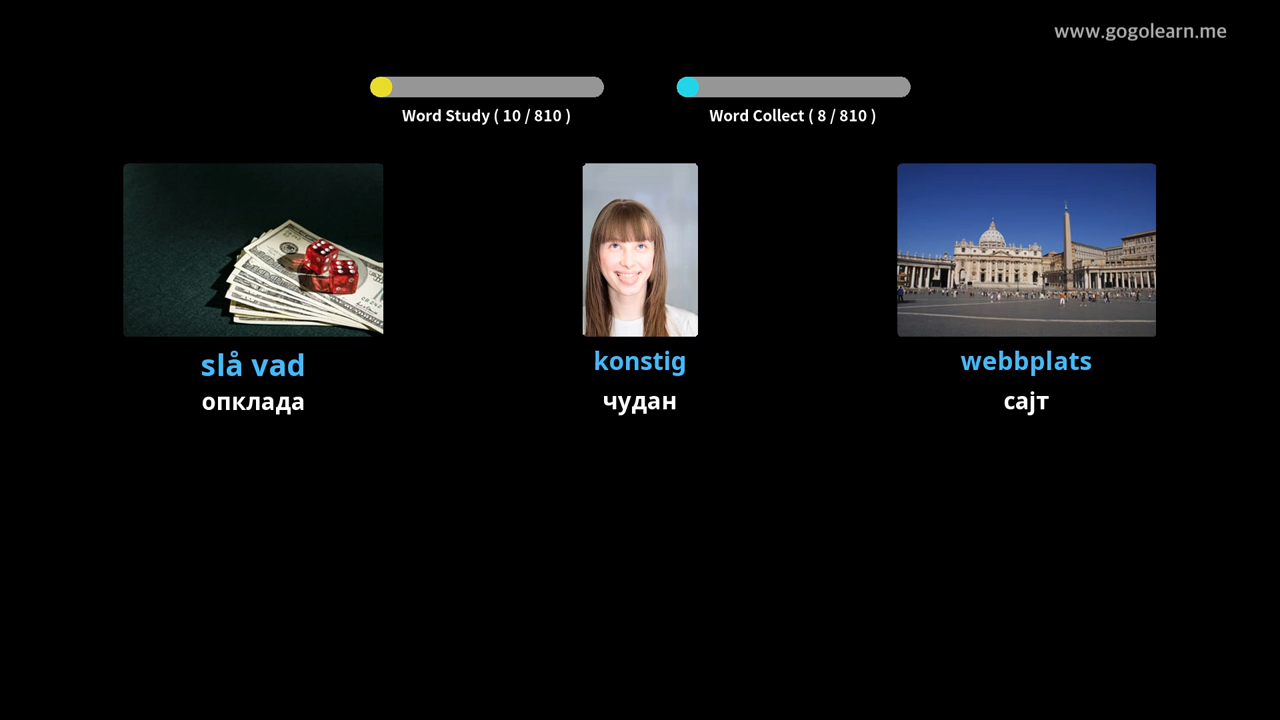 www.gogolearn.me
Word Study ( 10 / 810 )
Word Collect ( 8 / 810 )
slå vad
опклада
konstig
чудан
webbplats
сајт